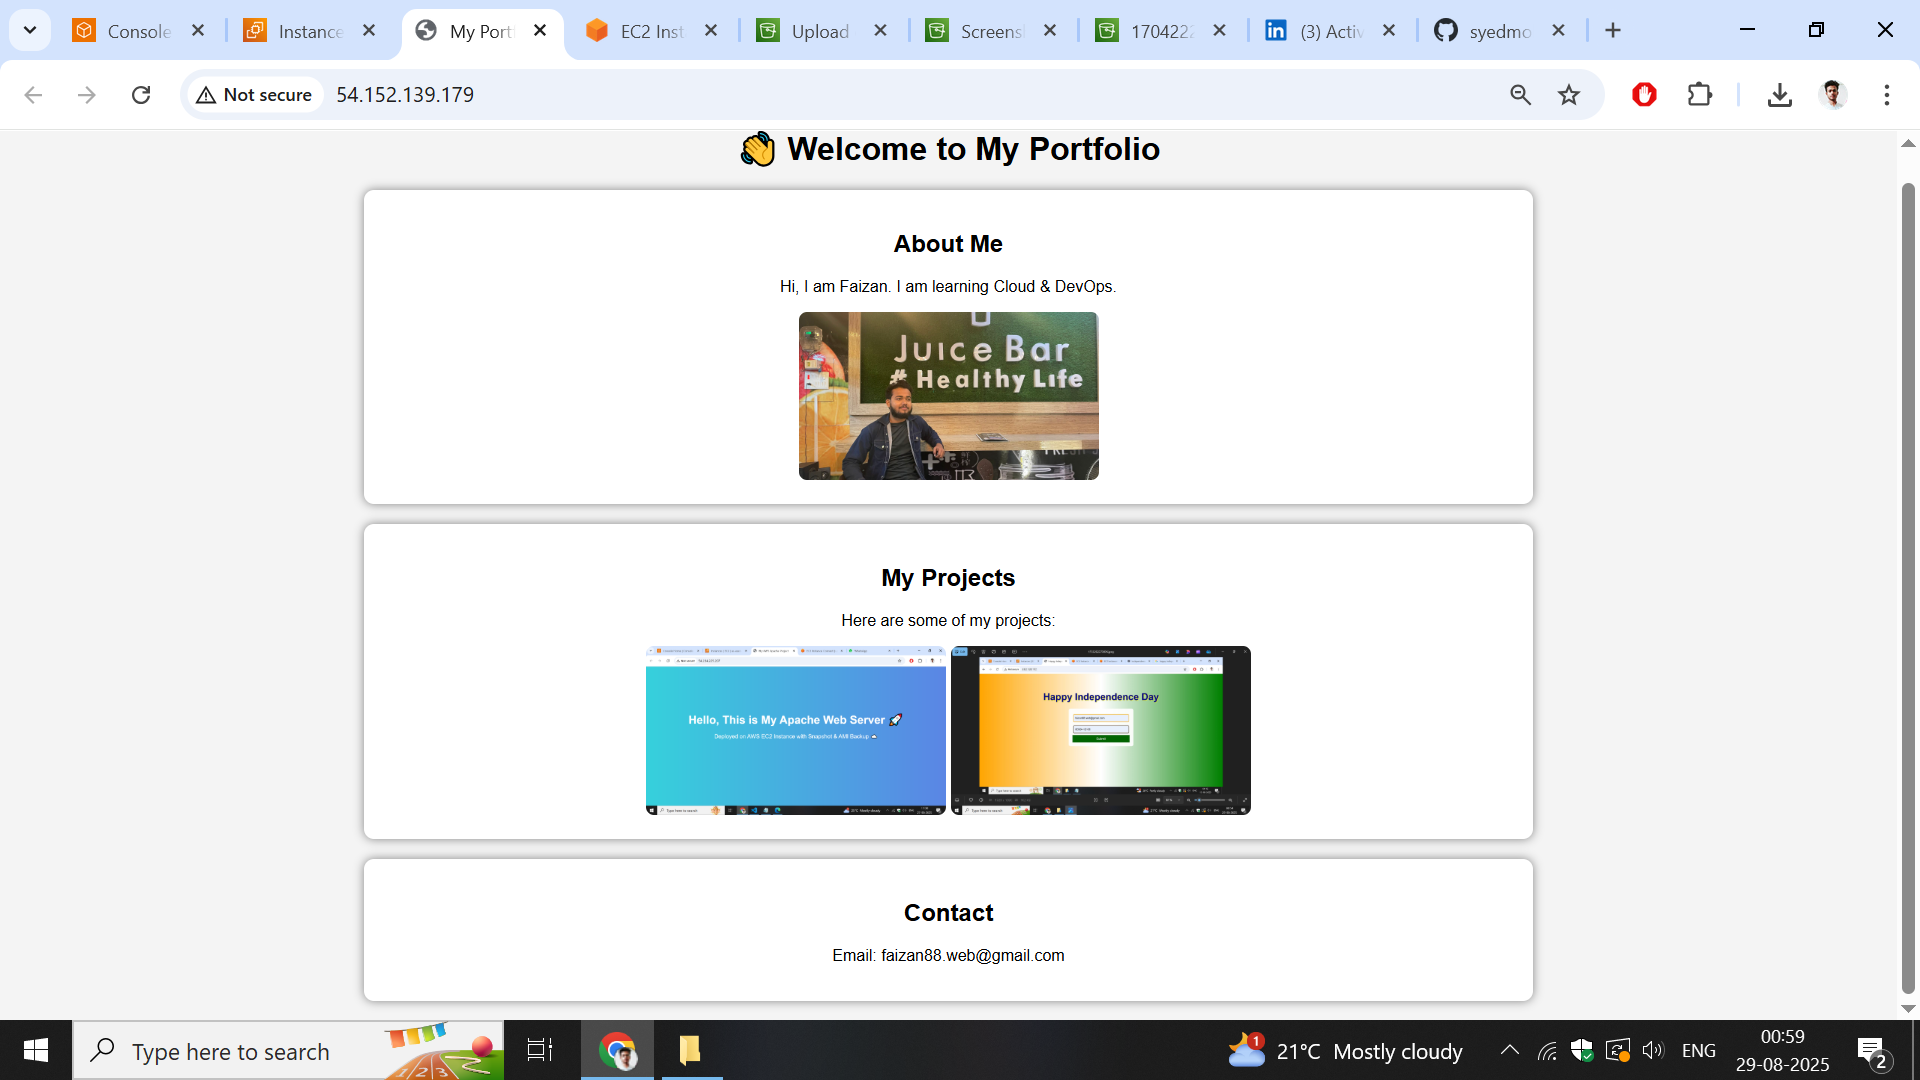 Console
Instance
My Port
EC2 Inst
Upload
Screens
1704222
(3) Activ
syedmo
Not secure
54.152.139.179
👋 Welcome to My Portfolio
About Me
Hi, I am Faizan. I am learning Cloud & DevOps.
Juice Bar
# Healthy Life
My Projects
Here are some of my projects:
Hello, This is My Apache Web Server 🚀
Deployed on AWS EC2 Instance with Snapshot & AMI Backup
Happy Independence Day
Submit
Contact
Email: faizan88.web@gmail.com
Type here to search
1
21°C Mostly cloudy
ENG
00:59
29-08-2025
2